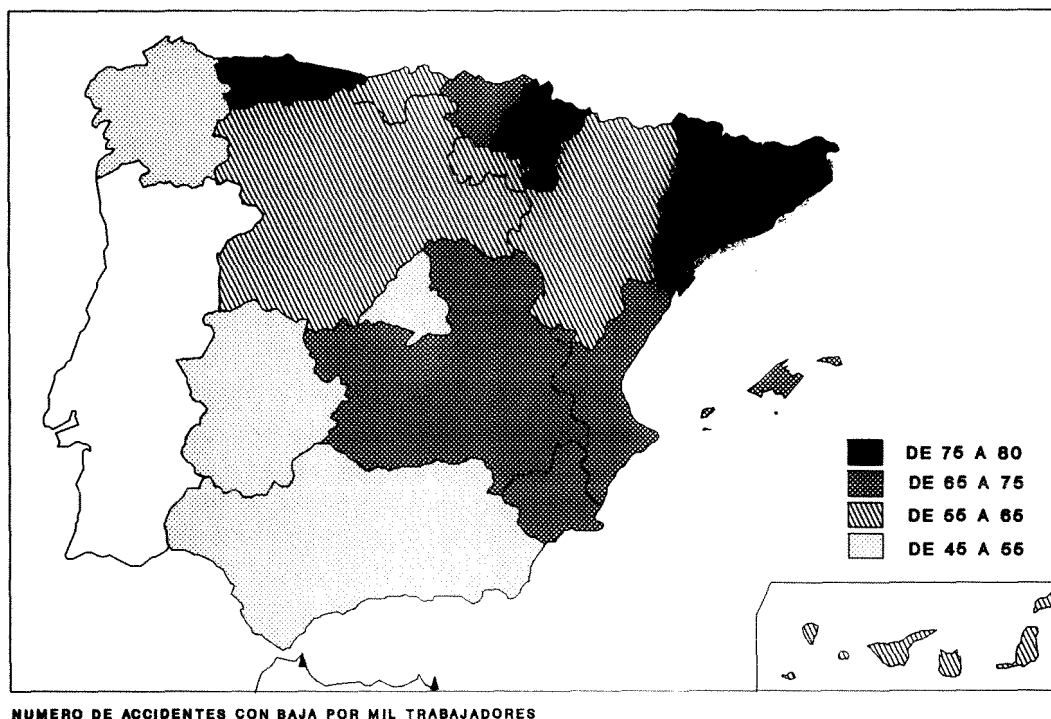 DE 75 A 80
DE 65 A 75
DE 55 A 65
DE 45 A 55
NUMERO DE ACCIDENTES CON BAJA POR MIL TRABAJADORES